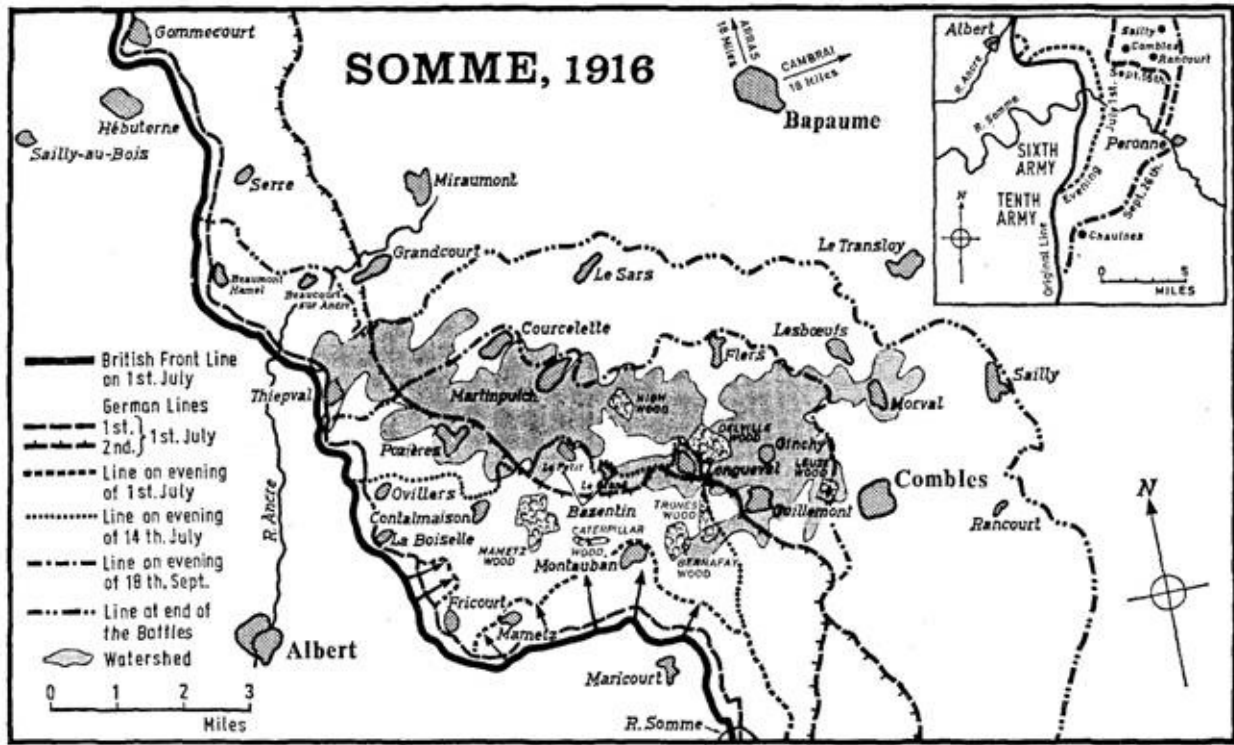 SOMME, 1916
Gommecourt
Hébuterne
Sailly-au-Bois
Serre
Miraumont
Grandcourt
Beaumont
Hamel
Beaucourt
sur Ancre
ARRAS
18 Miles
CAMBRAI
18 Miles
Bapaume
Le Sars
Le Transloy
Courcelette
Flers
Lesbœufs
Sailly
Thiepval
Martinpuich
HIGH
WOOD
Morval
Pozières
DELVILLE
WOOD
Ginchy
Le Petit
Longueval
LEUZE
WOOD
Combles
Ovillers
Le Grand
Bazentin
Guillemont
Rancourt
Contalmaison
TRONES
WOOD
La Boiselle
MAMETZ
WOOD
CATERPILLAR
WOOD
Montauban
BERNAFAY
WOOD
Fricourt
Mametz
Albert
Maricourt
R. Somme
R. Ancre
N
British Front Line
on 1st. July
German Lines
1st.
2nd.
1st. July
Line on evening
of 1st. July
Line on evening
of 14th. July
Line on evening
of 18th. Sept.
Line at end of
the Battles
Watershed
0 1 2 3
Miles
Albert
Sailly
Combles
Rancourt
R. Ancre
Sept. 15th
R. Somme
July 1st.
Peronne
SIXTH
ARMY
Evening
TENTH
ARMY
Sept. 26th.
N
Chaulnes
Original Line
0 5
MILES